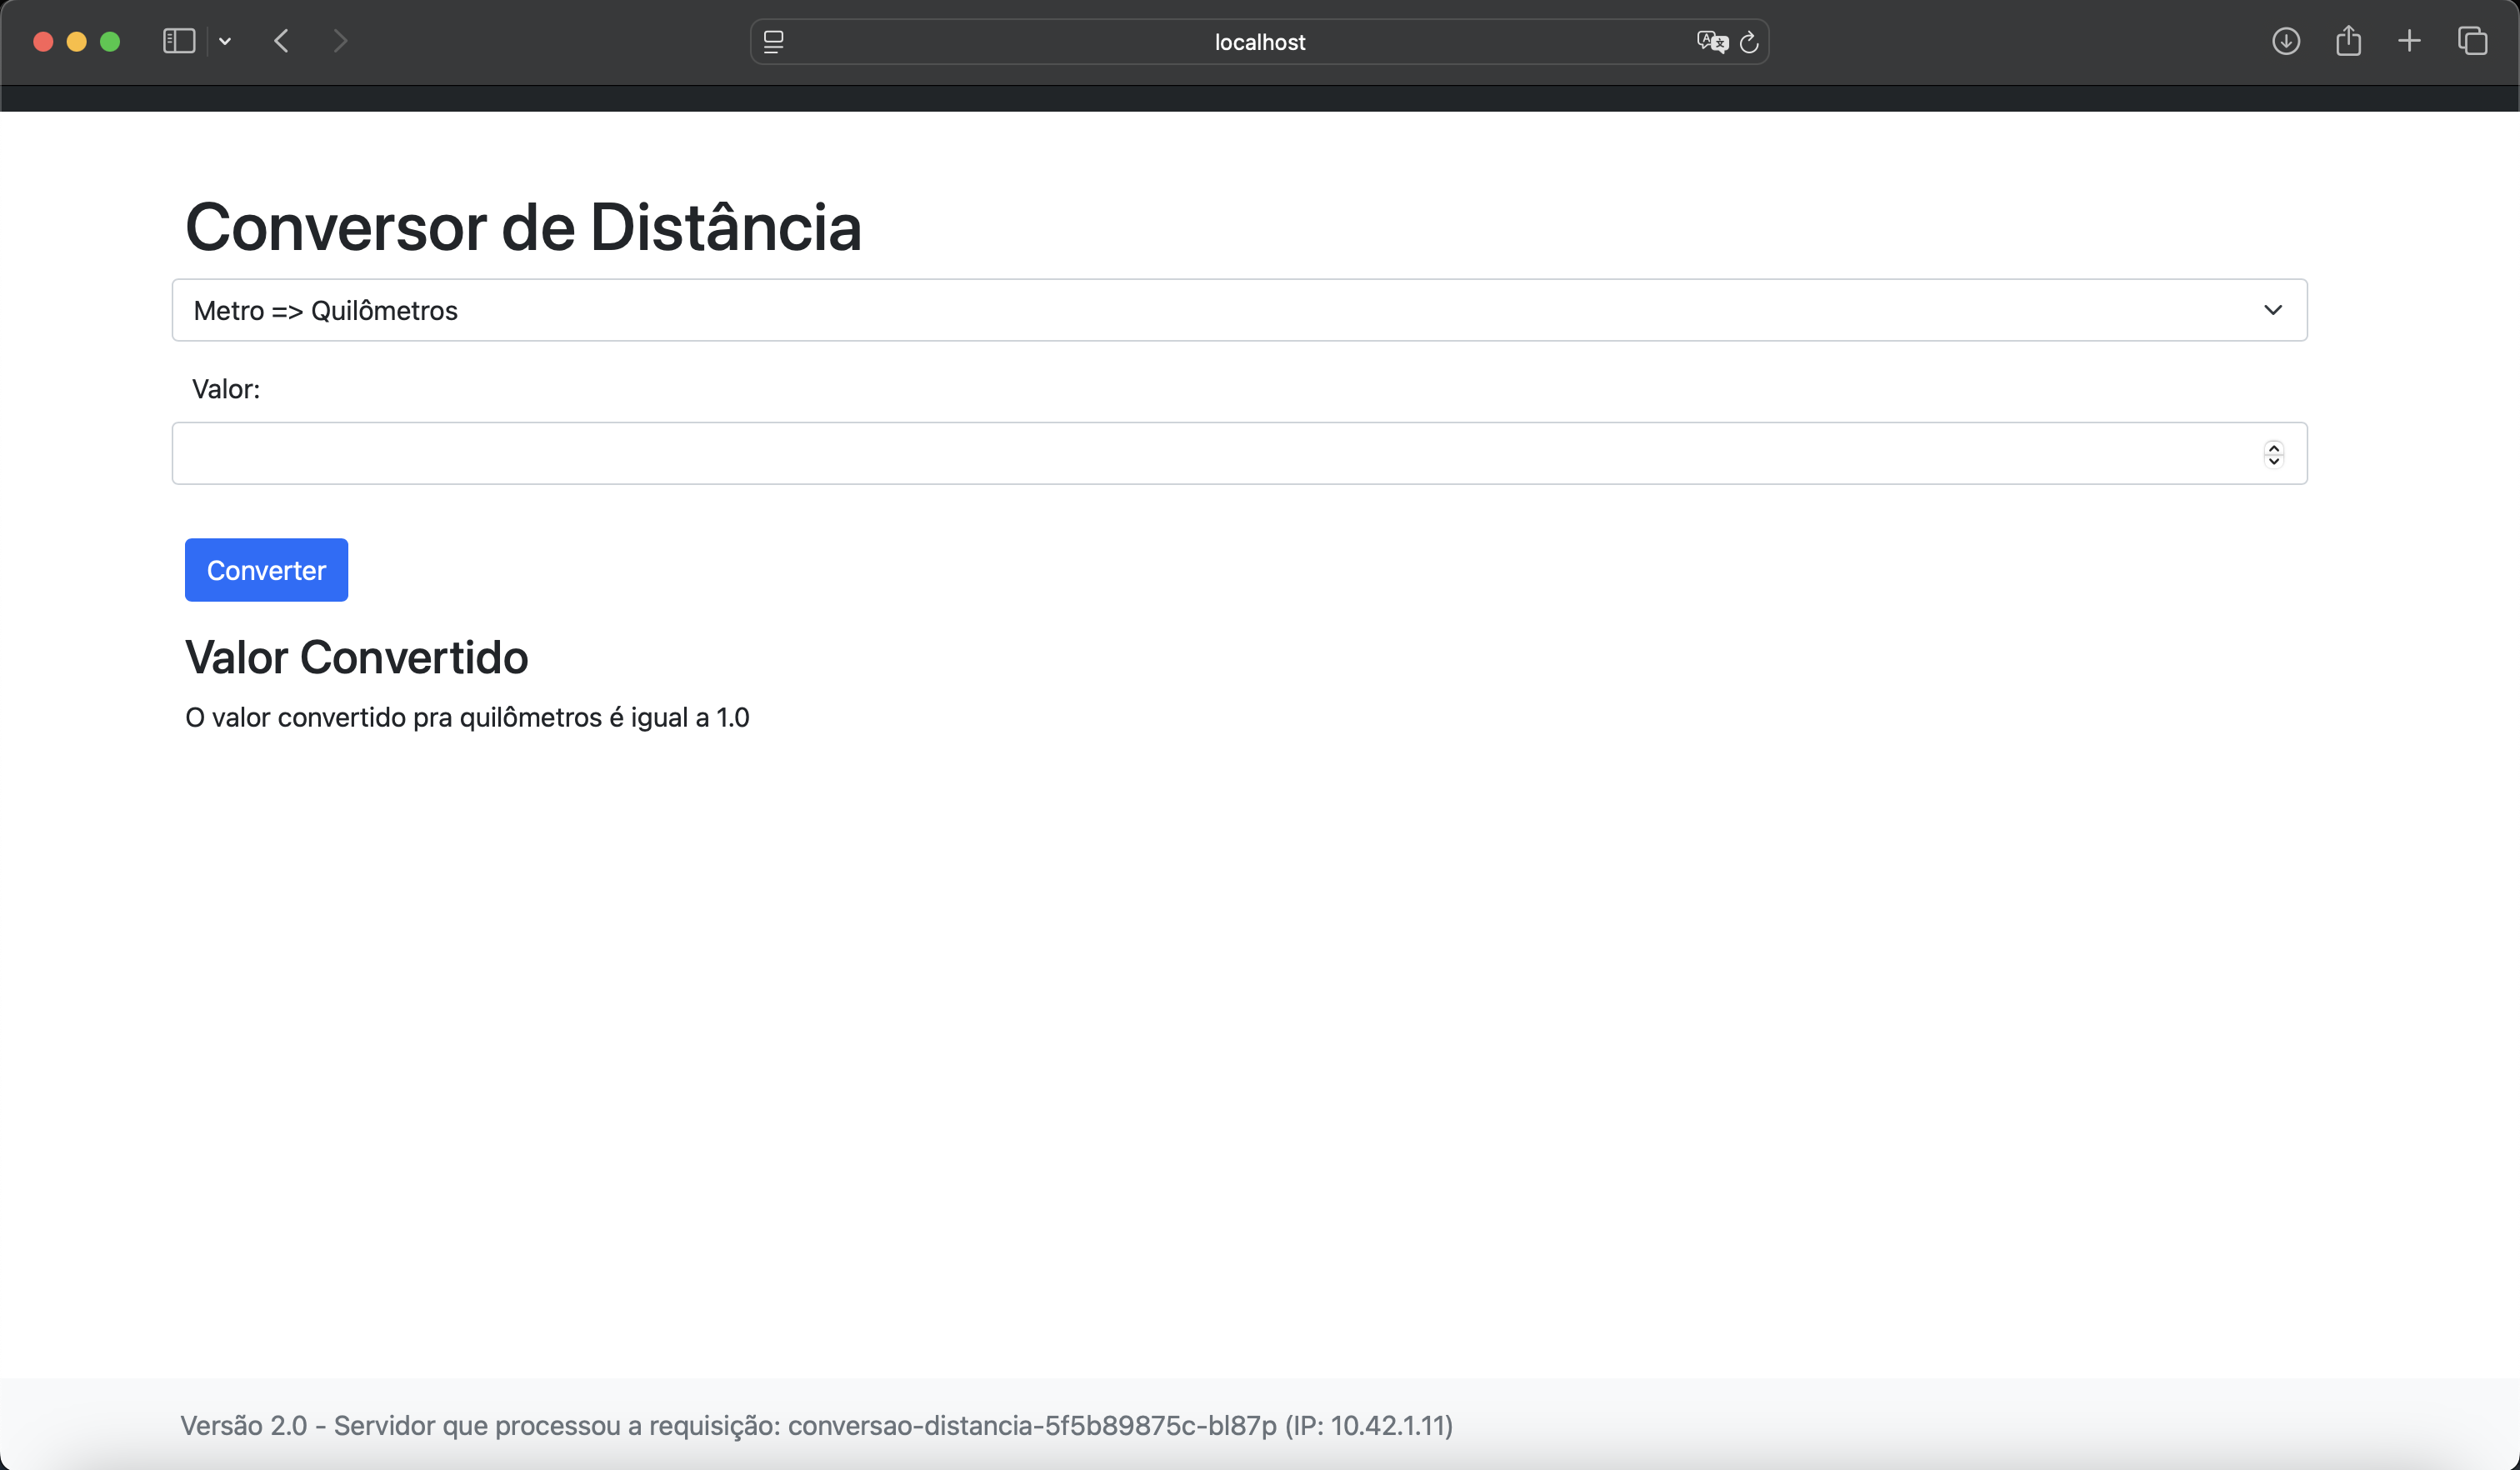 localhost
Conversor de Distância
Metro => Quilômetros
Valor:
Converter
Valor Convertido
O valor convertido pra quilômetros é igual a 1.0
Versão 2.0 - Servidor que processou a requisição: conversao-distancia-5f5b89875c-bl87p (IP: 10.42.1.11)